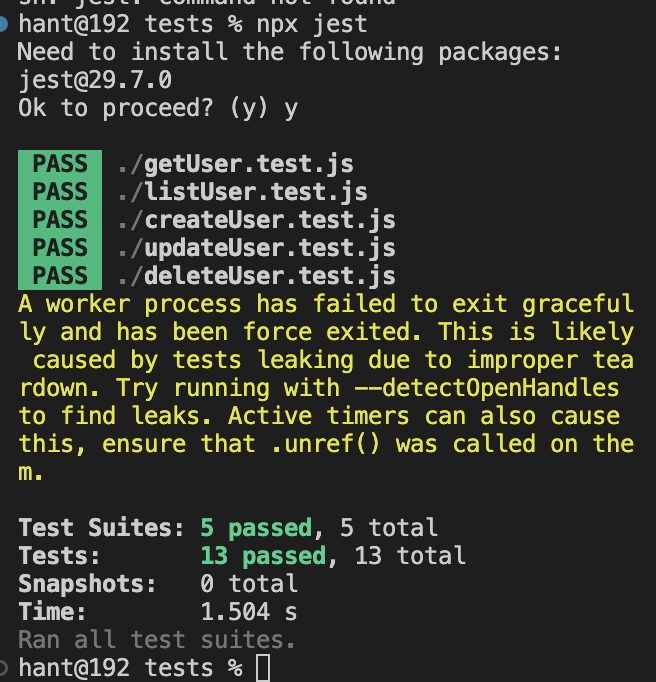 sh: jest: command not found
hant@192 tests % npx jest
Need to install the following packages:
jest@29.7.0
Ok to proceed? (y) y
PASS ./getUser.test.js
PASS ./listUser.test.js
PASS ./createUser.test.js
PASS ./updateUser.test.js
PASS ./deleteUser.test.js
A worker process has failed to exit graceful
ly and has been force exited. This is likely
 caused by tests leaking due to improper tea
rdown. Try running with --detectOpenHandles
to find leaks. Active timers can also cause
this, ensure that .unref() was called on the
m.
Test Suites: 5 passed, 5 total
Tests: 13 passed, 13 total
Snapshots: 0 total
Time: 1.504 s
Ran all test suites.
hant@192 tests %